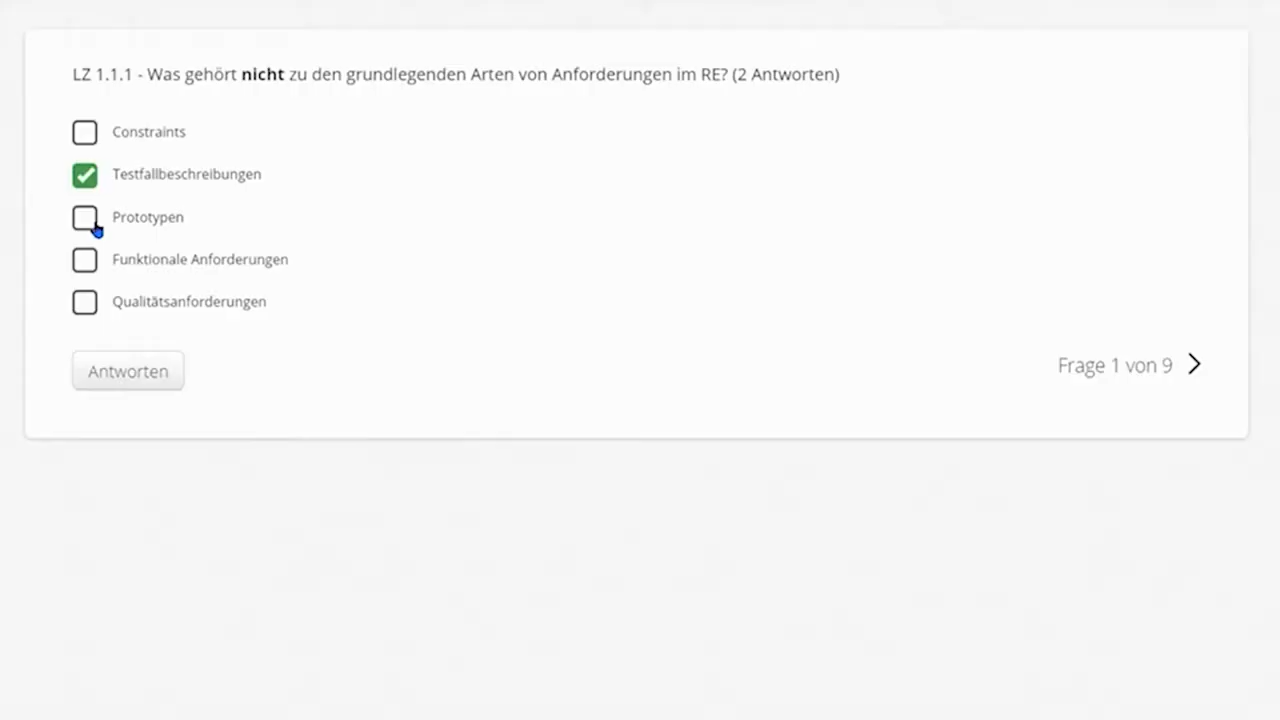 LZ 1.1.1 - Was gehört nicht zu den grundlegenden Arten von Anforderungen im RE? (2 Antworten)
Constraints
Testfallbeschreibungen
Prototypen
Funktionale Anforderungen
Qualitätsanforderungen
Antworten
Frage 1 von 9